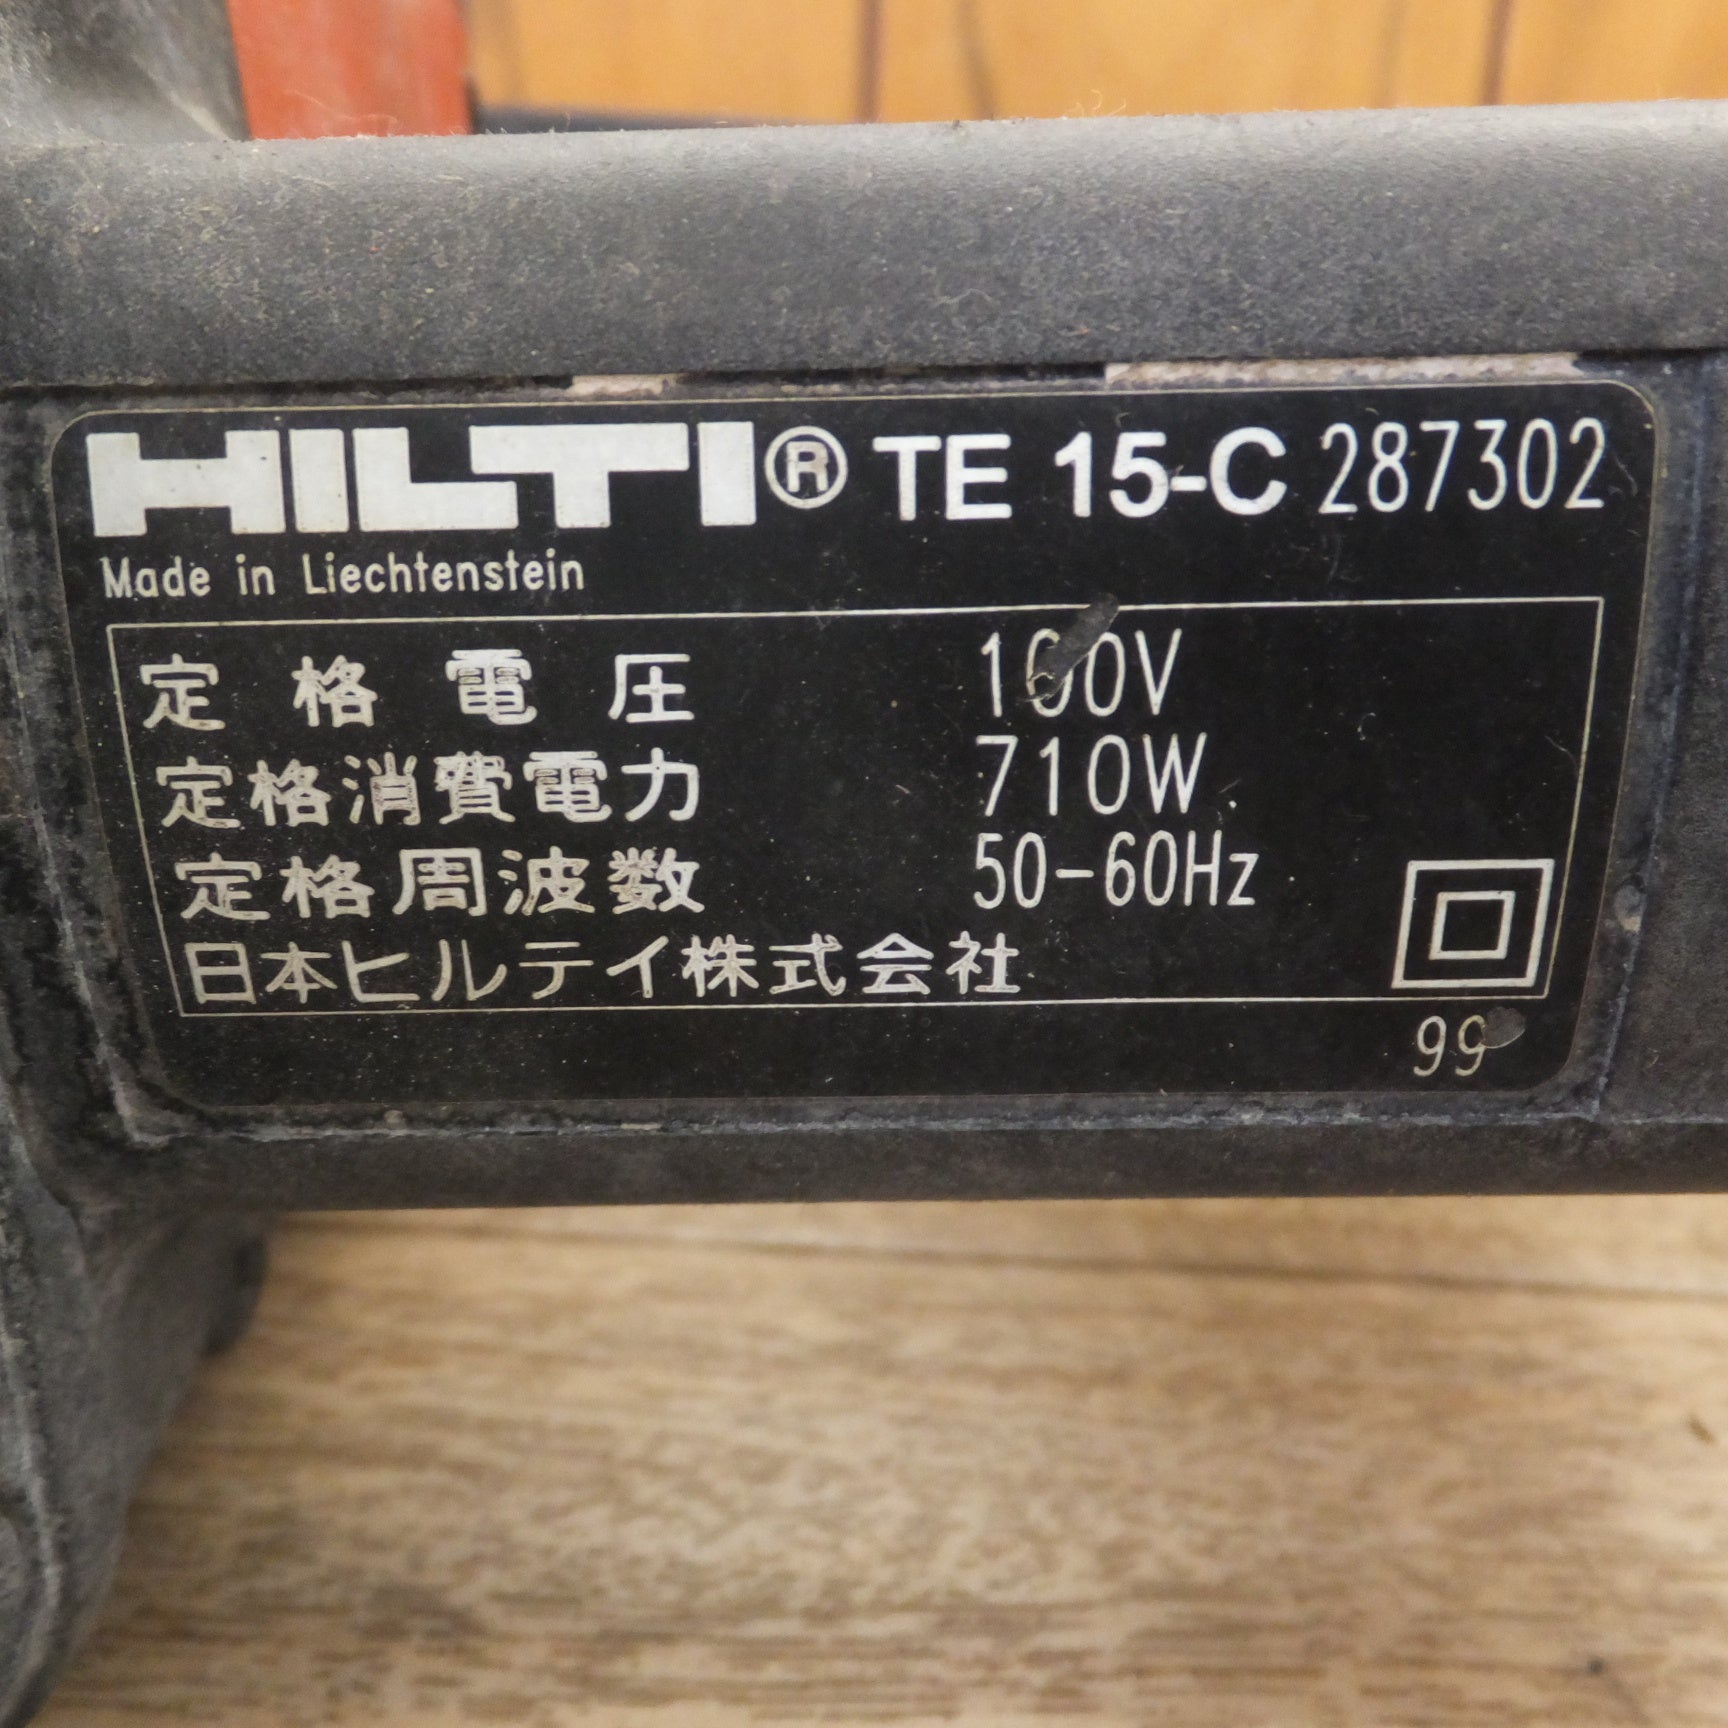 HILTI® TE 15-C 287302
Made in Liechtenstein
定格電圧 100V
定格消費電力 710W
定格周波数 50-60Hz
日本ヒルティ株式会社
99